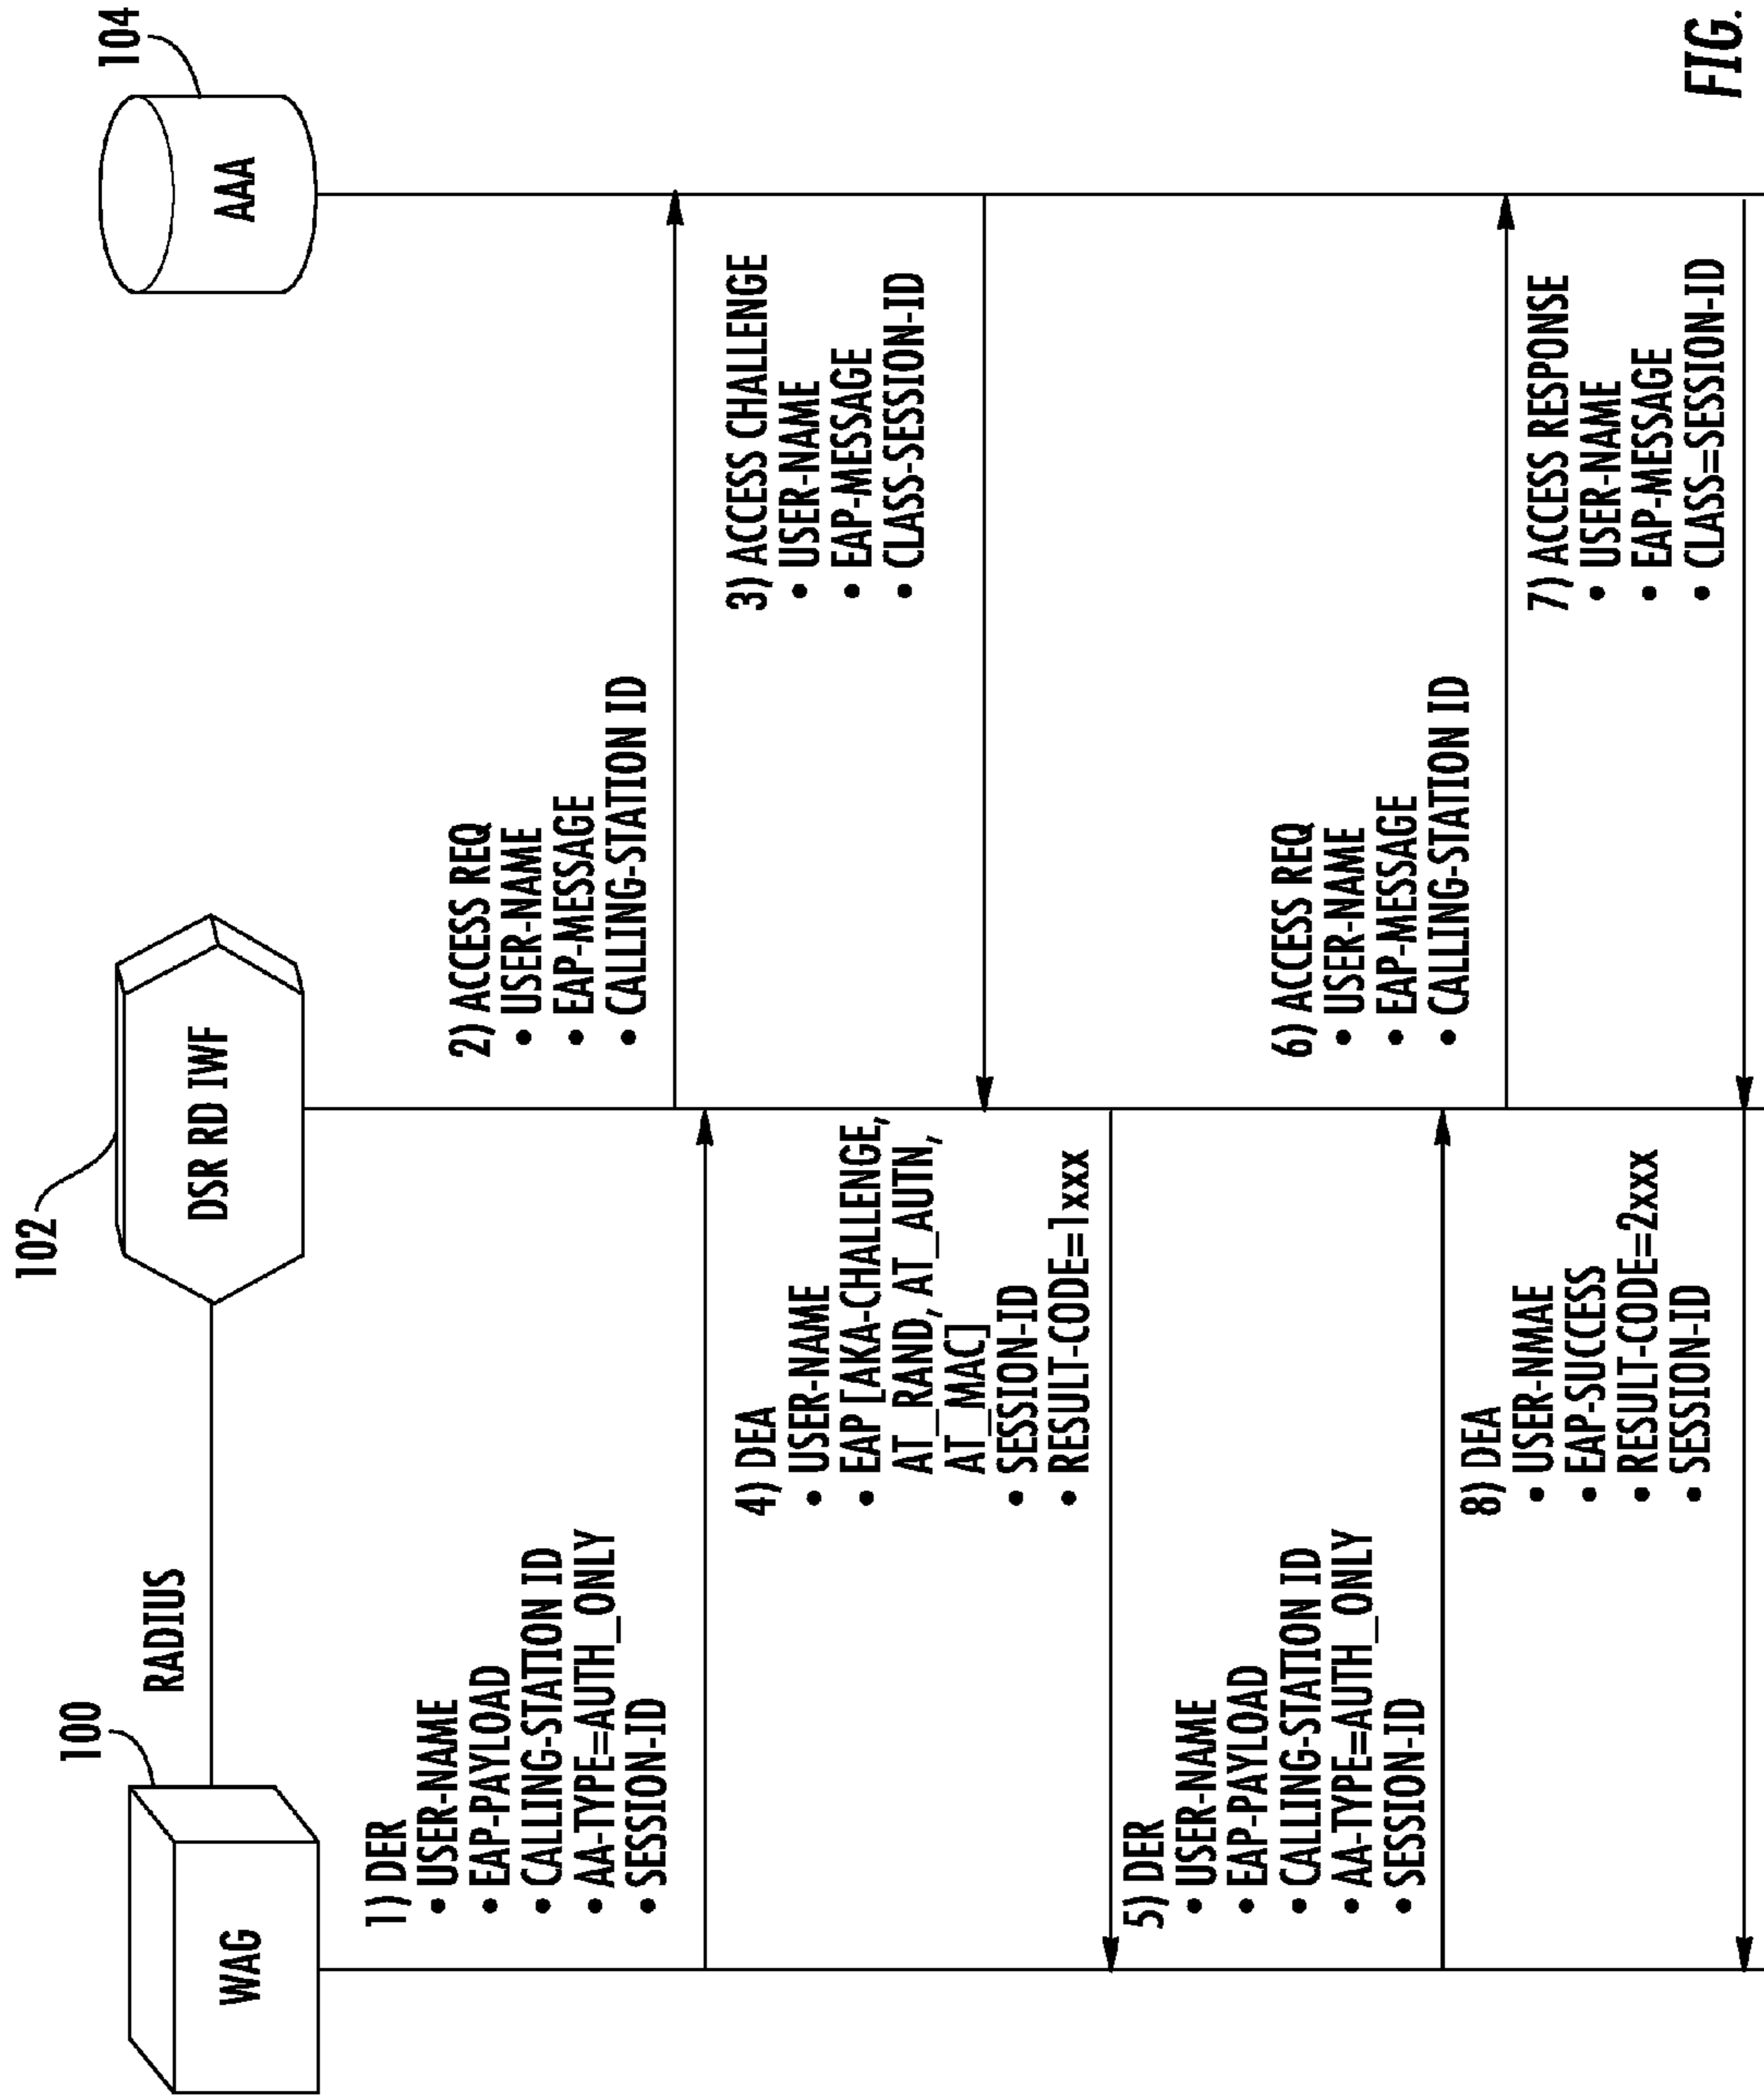 100
RADIUS
102
104
WAG
DSR RD IWF
AAA
1) DER
• USER-NAME
• EAP-PAYLOAD
• CALLING-STATION ID
• AA-TYPE=AUTH_ONLY
• SESSION-ID
2) ACCESS REQ
• USER-NAME
• EAP-MESSAGE
• CALLING-STATION ID
3) ACCESS CHALLENGE
• USER-NAME
• EAP-MESSAGE
• CLASS-SESSION-ID
4) DEA
• USER-NAME
• EAP [AKA-CHALLENGE,
AT_RAND, AT_AUTN,
AT_MAC]
• SESSION-ID
• RESULT-CODE=1xxx
5) DER
• USER-NAME
• EAP-PAYLOAD
• CALLING-STATION ID
• AA-TYPE=AUTH_ONLY
• SESSION-ID
6) ACCESS REQ
• USER-NAME
• EAP-MESSAGE
• CALLING-STATION ID
7) ACCESS RESPONSE
• USER-NAME
• EAP-MESSAGE
• CLASS=SESSION-ID
8) DEA
• USER-NMAE
• EAP-SUCCESS
• RESULT-CODE=2xxx
• SESSION-ID
FIG.